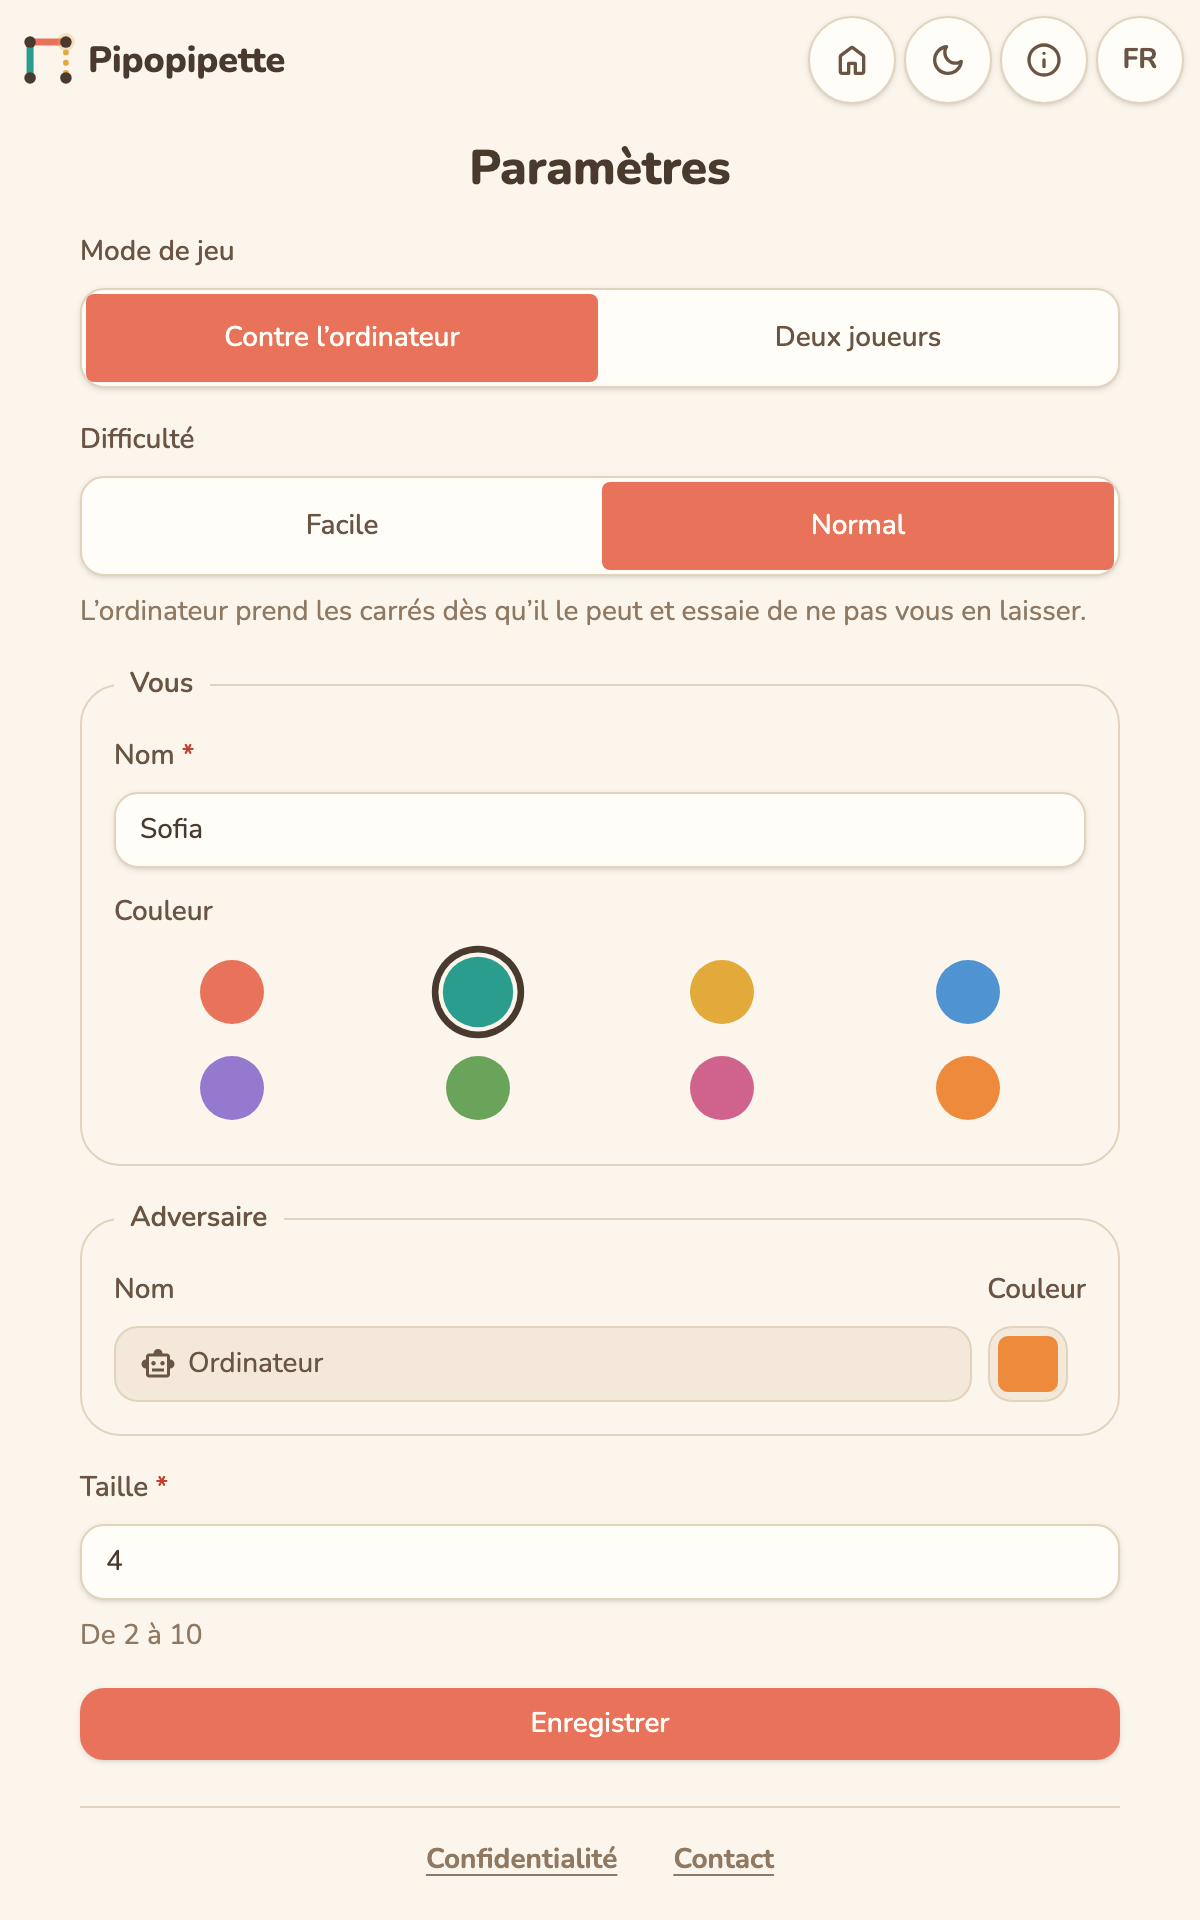 Pipopipette
FR
Paramètres
Mode de jeu
Contre l’ordinateur
Deux joueurs
Difficulté
Facile
Normal
L’ordinateur prend les carrés dès qu’il le peut et essaie de ne pas vous en laisser.
Vous
Nom *
Sofia
Couleur
Adversaire
Nom
Couleur
Ordinateur
Taille *
4
De 2 à 10
Enregistrer
Confidentialité
Contact